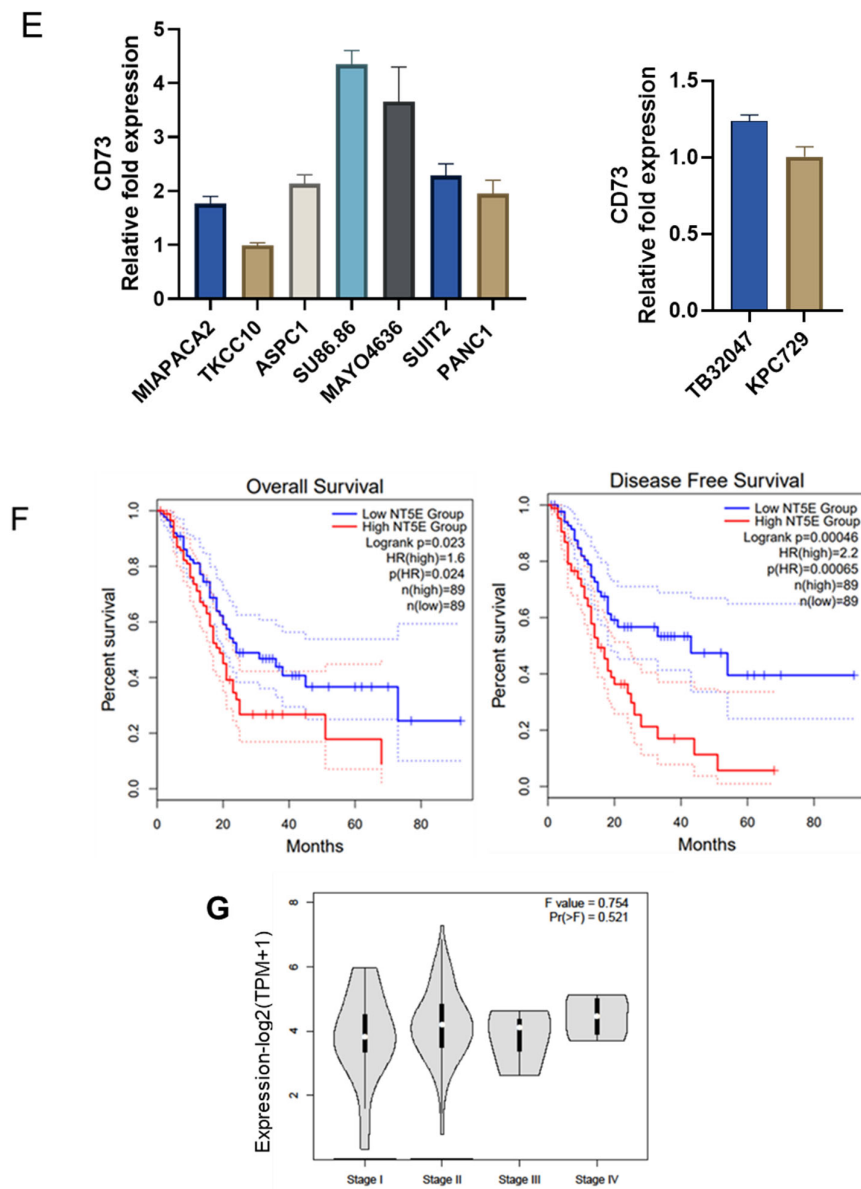 E
CD73
Relative fold expression
5
4
3
2
1
0
MIAPACA2
TKCC10
ASPC1
SU86.86
MAYO4636
SUIT2
PANC1
CD73
Relative fold expression
1.5
1.0
0.5
0.0
TB32047
KPC729
F
Overall Survival
Low NT5E Group
High NT5E Group
Logrank p=0.023
HR(high)=1.6
p(HR)=0.024
n(high)=89
n(low)=89
Percent survival
1.0
0.8
0.6
0.4
0.2
0.0
0 20 40 60 80
Months
Disease Free Survival
Low NT5E Group
High NT5E Group
Logrank p=0.00046
HR(high)=2.2
p(HR)=0.00065
n(high)=89
n(low)=89
Percent survival
1.0
0.8
0.6
0.4
0.2
0.0
0 20 40 60 80
Months
G
F value = 0.754
Pr(>F) = 0.521
Expression-log2(TPM+1)
8
6
4
2
Stage I Stage II Stage III Stage IV